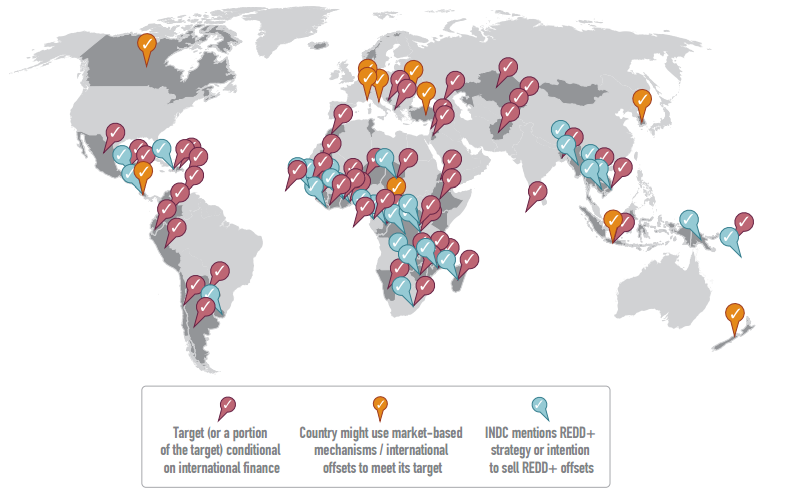 Target (or a portion
of the target) conditional
on international finance
Country might use market-based
mechanisms / international
offsets to meet its target
INDC mentions REDD+
strategy or intention
to sell REDD+ offsets